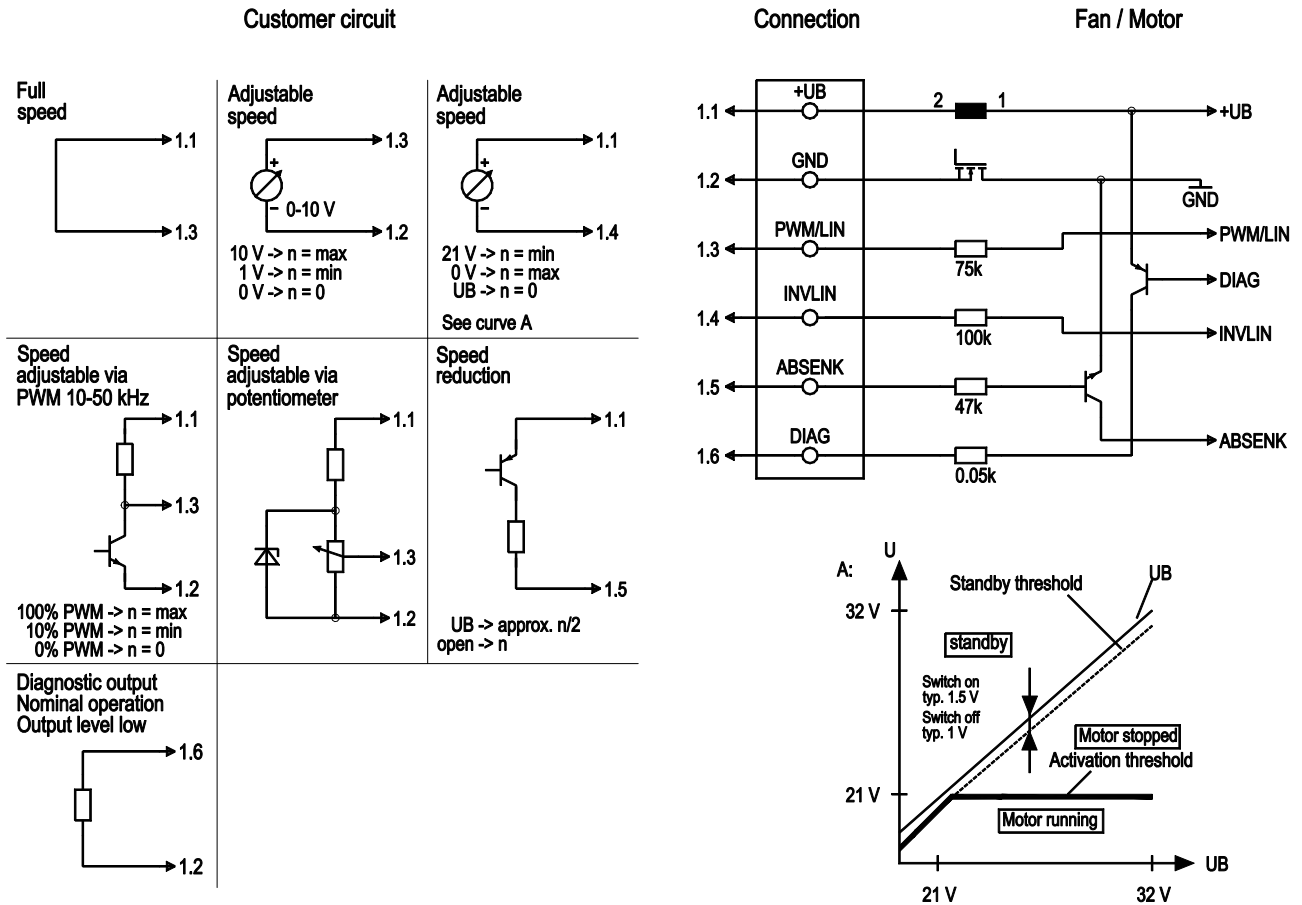 Customer circuit
Connection
Fan / Motor
Full
speed
1.1
1.3
Adjustable
speed
1.3
+
−
0-10 V
1.2
10 V -> n = max
1 V -> n = min
0 V -> n = 0
Adjustable
speed
1.1
+
−
1.4
21 V -> n = min
0 V -> n = max
UB -> n = 0
See curve A
Speed
adjustable via
PWM 10-50 kHz
1.1
1.3
1.2
100% PWM -> n = max
10% PWM -> n = min
0% PWM -> n = 0
Speed
adjustable via
potentiometer
1.1
1.3
1.2
Speed
reduction
1.1
1.5
UB -> approx. n/2
open -> n
Diagnostic output
Nominal operation
Output level low
1.6
1.2
1.1
+UB
2
1
+UB
1.2
GND
GND
1.3
PWM/LIN
75k
PWM/LIN
DIAG
1.4
INVLIN
100k
INVLIN
1.5
ABSENK
47k
ABSENK
1.6
DIAG
0.05k
A:
U
32 V
Standby threshold
UB
standby
Switch on
typ. 1.5 V
Switch off
typ. 1 V
Motor stopped
Activation threshold
21 V
Motor running
UB
21 V
32 V